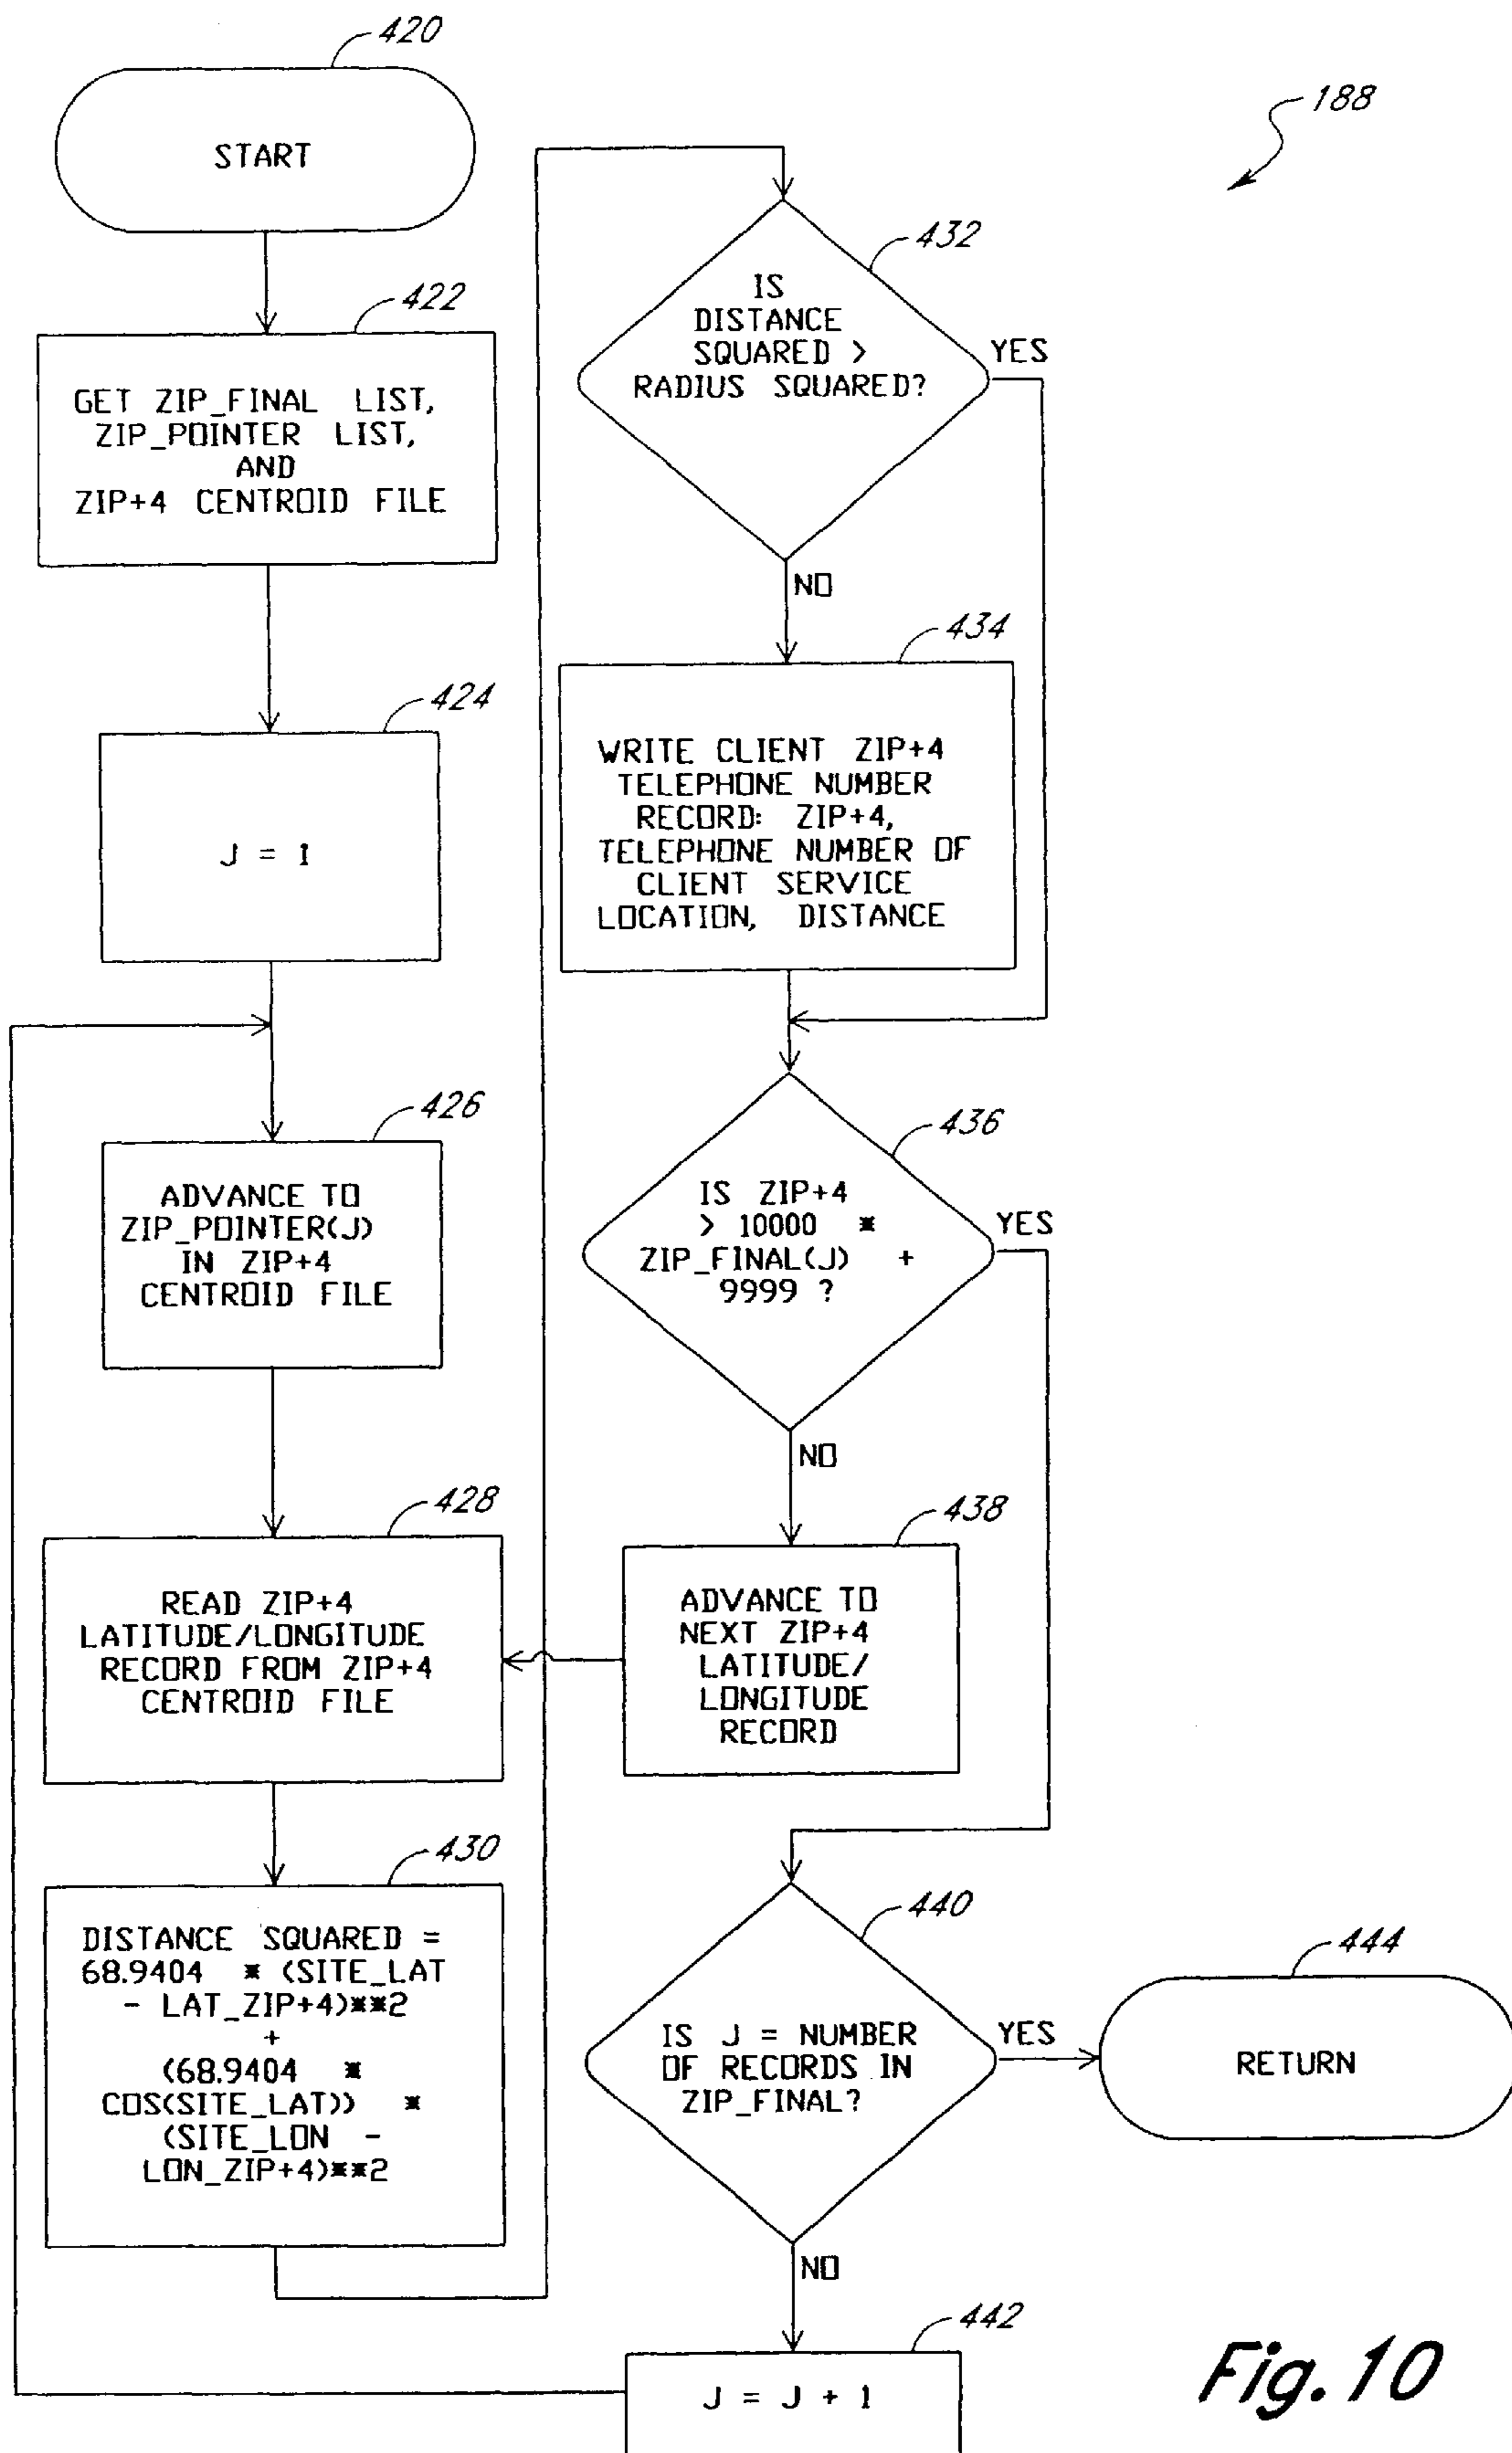 420
START
188
422
GET ZIP_FINAL LIST,
ZIP_POINTER LIST,
AND
ZIP+4 CENTROID FILE
424
J = 1
426
ADVANCE TO
ZIP_POINTER(J)
IN ZIP+4
CENTROID FILE
428
READ ZIP+4
LATITUDE/LONGITUDE
RECORD FROM ZIP+4
CENTROID FILE
430
DISTANCE SQUARED =
68.9404 * (SITE_LAT
- LAT_ZIP+4)**2
+
(68.9404 *
COS(SITE_LAT)) *
(SITE_LON -
LON_ZIP+4)**2
432
IS
DISTANCE
SQUARED >
RADIUS SQUARED?
YES
NO
434
WRITE CLIENT ZIP+4
TELEPHONE NUMBER
RECORD: ZIP+4,
TELEPHONE NUMBER OF
CLIENT SERVICE
LOCATION, DISTANCE
436
IS ZIP+4
> 10000 *
ZIP_FINAL(J) +
9999 ?
YES
NO
438
ADVANCE TO
NEXT ZIP+4
LATITUDE/
LONGITUDE
RECORD
440
IS J = NUMBER
OF RECORDS IN
ZIP_FINAL?
YES
444
RETURN
NO
442
J = J + 1
Fig. 10